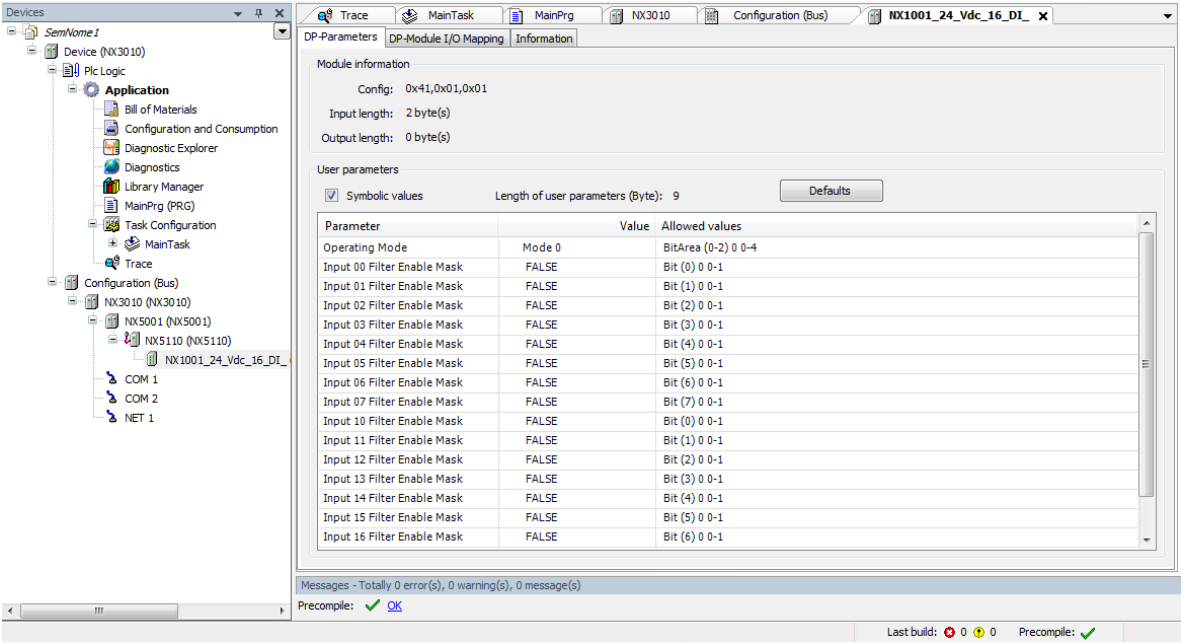 Devices
SemNome1
Device (NX3010)
Plc Logic
Application
Bill of Materials
Configuration and Consumption
Diagnostic Explorer
Diagnostics
Library Manager
MainPrg (PRG)
Task Configuration
MainTask
Trace
Configuration (Bus)
NX3010 (NX3010)
NX5001 (NX5001)
NX5110 (NX5110)
NX1001_24_Vdc_16_DI_
COM 1
COM 2
NET 1
Trace MainTask MainPrg NX3010 Configuration (Bus) NX1001_24_Vdc_16_DI_
DP-Parameters DP-Module I/O Mapping Information
Module information
Config: 0x41,0x01,0x01
Input length: 2 byte(s)
Output length: 0 byte(s)
User parameters
Symbolic values Length of user parameters (Byte): 9 Defaults
Parameter Value Allowed values
Operating Mode Mode 0 BitArea (0-2) 0 0-4
Input 00 Filter Enable Mask FALSE Bit (0) 0 0-1
Input 01 Filter Enable Mask FALSE Bit (1) 0 0-1
Input 02 Filter Enable Mask FALSE Bit (2) 0 0-1
Input 03 Filter Enable Mask FALSE Bit (3) 0 0-1
Input 04 Filter Enable Mask FALSE Bit (4) 0 0-1
Input 05 Filter Enable Mask FALSE Bit (5) 0 0-1
Input 06 Filter Enable Mask FALSE Bit (6) 0 0-1
Input 07 Filter Enable Mask FALSE Bit (7) 0 0-1
Input 10 Filter Enable Mask FALSE Bit (0) 0 0-1
Input 11 Filter Enable Mask FALSE Bit (1) 0 0-1
Input 12 Filter Enable Mask FALSE Bit (2) 0 0-1
Input 13 Filter Enable Mask FALSE Bit (3) 0 0-1
Input 14 Filter Enable Mask FALSE Bit (4) 0 0-1
Input 15 Filter Enable Mask FALSE Bit (5) 0 0-1
Input 16 Filter Enable Mask FALSE Bit (6) 0 0-1
Messages - Totally 0 error(s), 0 warning(s), 0 message(s)
Precompile: OK
Last build: 0 0 Precompile: